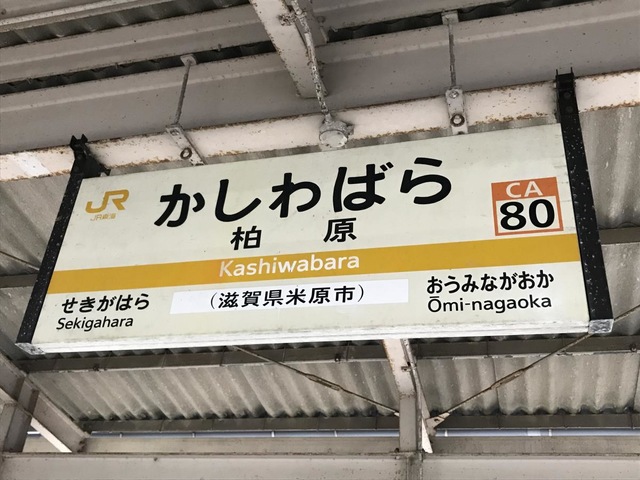 JR
JR東海
かしわばら
柏原
Kashiwabara
CA
80
せきがはら
Sekigahara
(滋賀県米原市)
おうみながおか
Ōmi-nagaoka